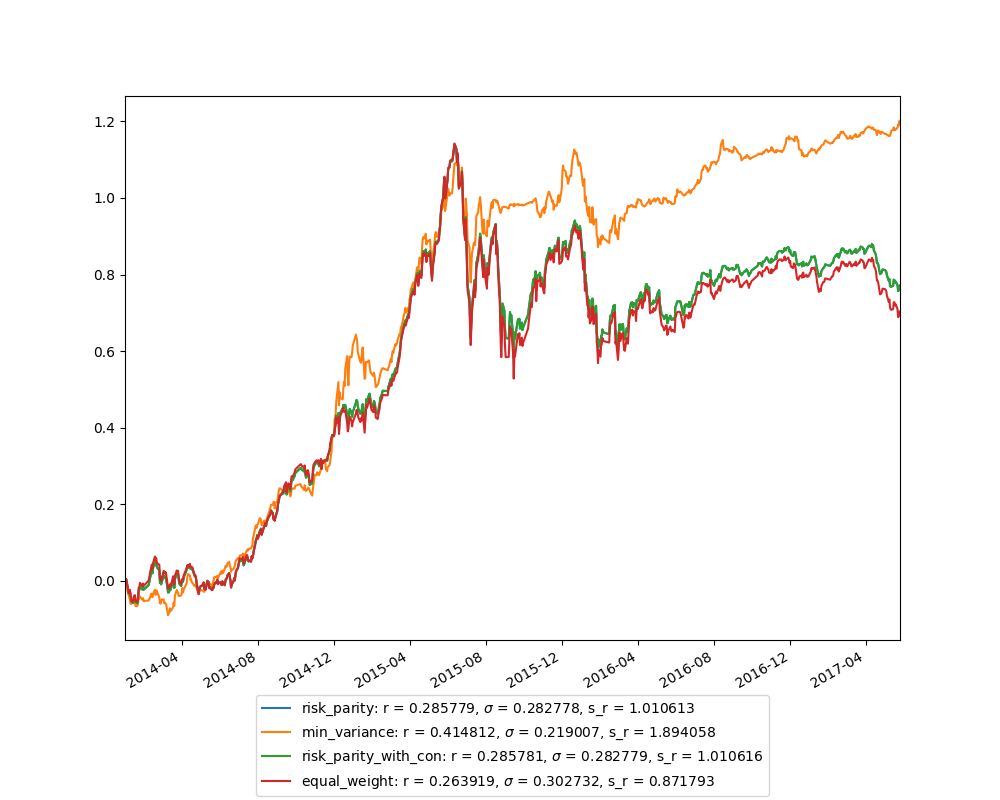 1.2
1.0
0.8
0.6
0.4
0.2
0.0
2014-04 2014-08 2014-12 2015-04 2015-08 2015-12 2016-04 2016-08 2016-12 2017-04
risk_parity: r = 0.285779, σ = 0.282778, s_r = 1.010613
min_variance: r = 0.414812, σ = 0.219007, s_r = 1.894058
risk_parity_with_con: r = 0.285781, σ = 0.282779, s_r = 1.010616
equal_weight: r = 0.263919, σ = 0.302732, s_r = 0.871793